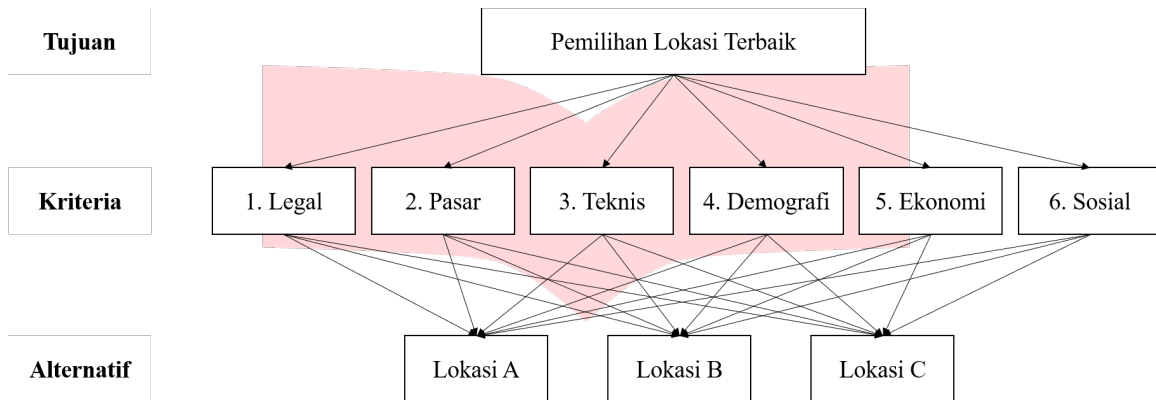 Tujuan
Pemilihan Lokasi Terbaik
Kriteria
1. Legal
2. Pasar
3. Teknis
4. Demografi
5. Ekonomi
6. Sosial
Alternatif
Lokasi A
Lokasi B
Lokasi C